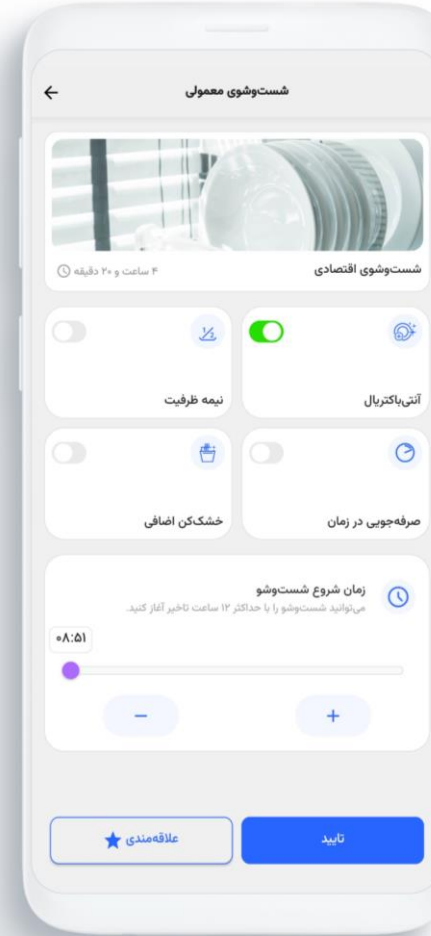 شست‌وشوی معمولی
شست‌وشوی اقتصادی
۴ ساعت و ۲۰ دقیقه
آنتی‌باکتریال
½
نیمه ظرفیت
صرفه‌جویی در زمان
خشک‌کن اضافی
زمان شروع شست‌وشو
می‌توانید شست‌وشو را با حداکثر ۱۲ ساعت تاخیر آغاز کنید.
۰۸:۵۱
+
−
تایید
علاقه‌مندی